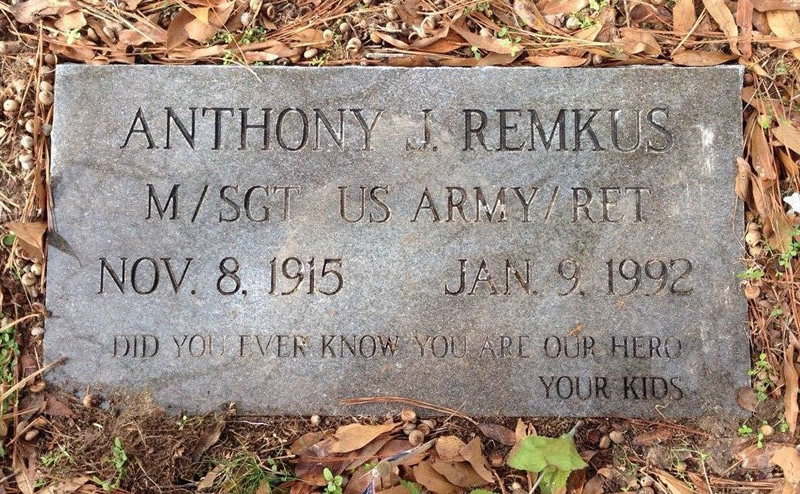 ANTHONY J. REMKUS
M/SGT US ARMY/RET
NOV. 8, 1915 JAN. 9, 1992
DID YOU EVER KNOW YOU ARE OUR HERO
YOUR KIDS